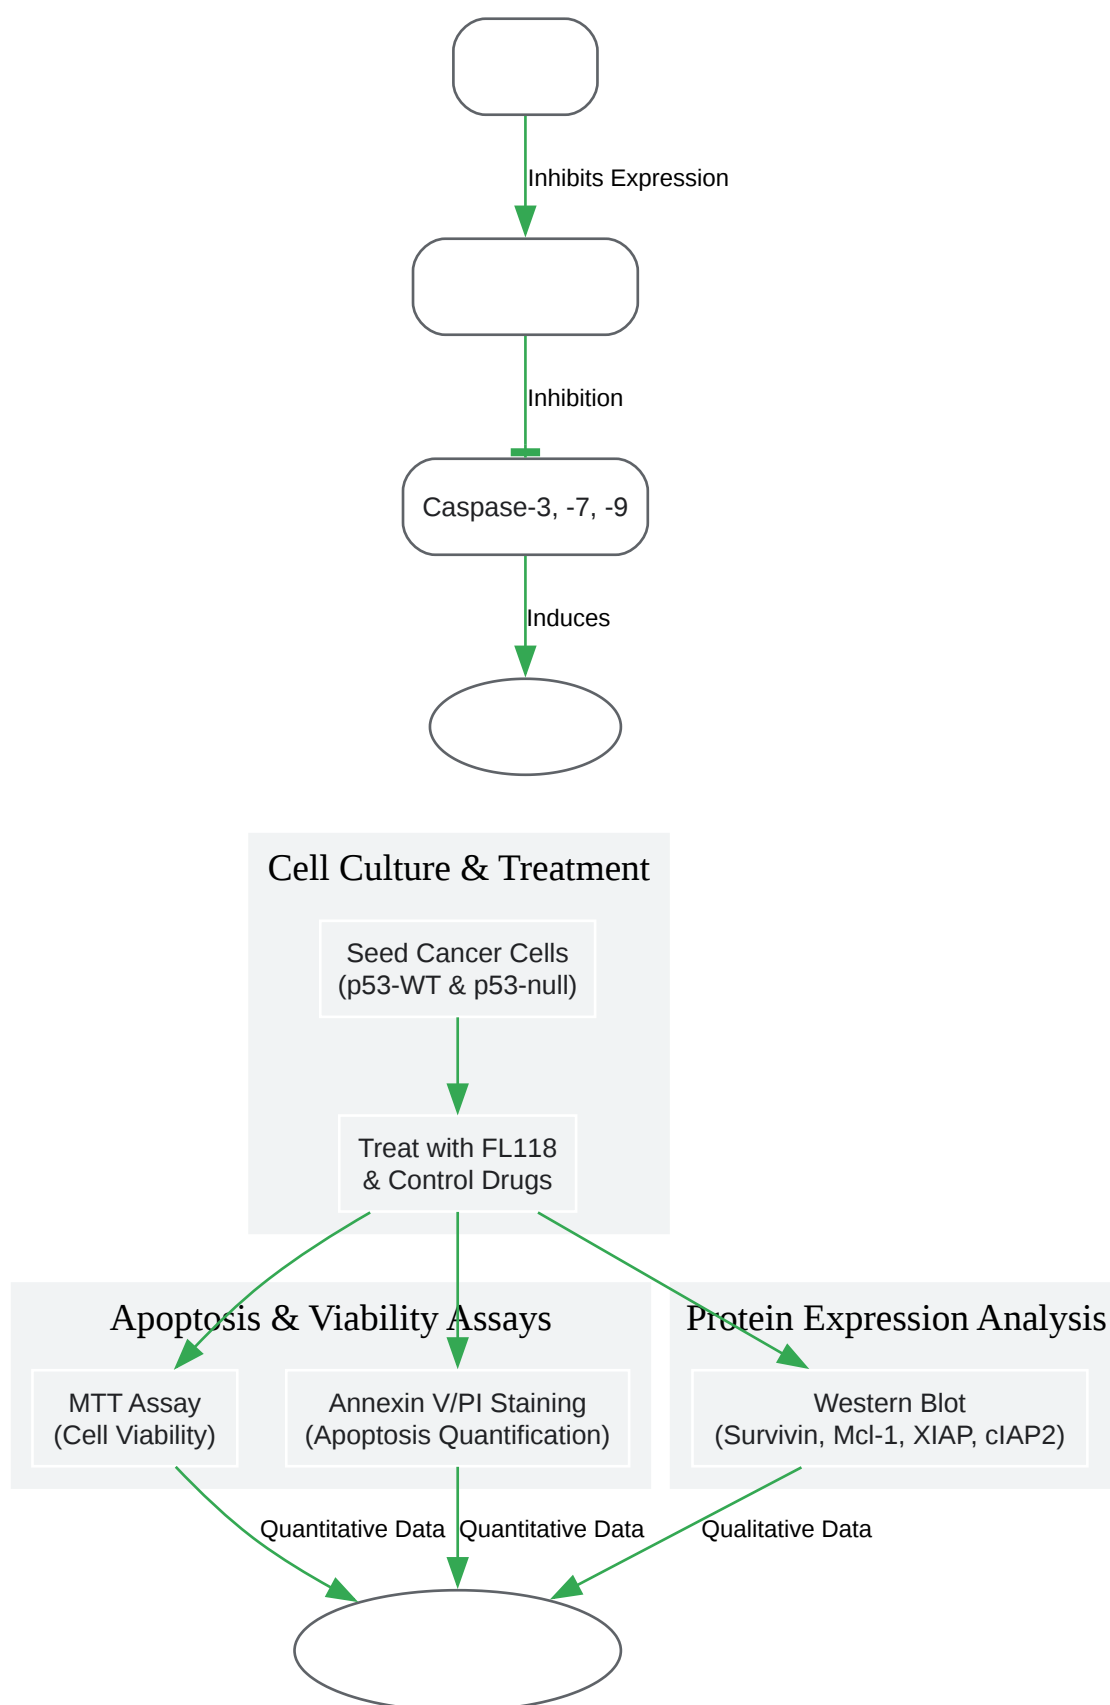 Inhibits Expression
Inhibition
Caspase-3, -7, -9
Induces
Cell Culture & Treatment
Seed Cancer Cells
(p53-WT & p53-null)
Treat with FL118
& Control Drugs
Apoptosis & Viability Assays
Protein Expression Analysis
MTT Assay
(Cell Viability)
Annexin V/PI Staining
(Apoptosis Quantification)
Western Blot
(Survivin, Mcl-1, XIAP, cIAP2)
Quantitative Data
Quantitative Data
Qualitative Data